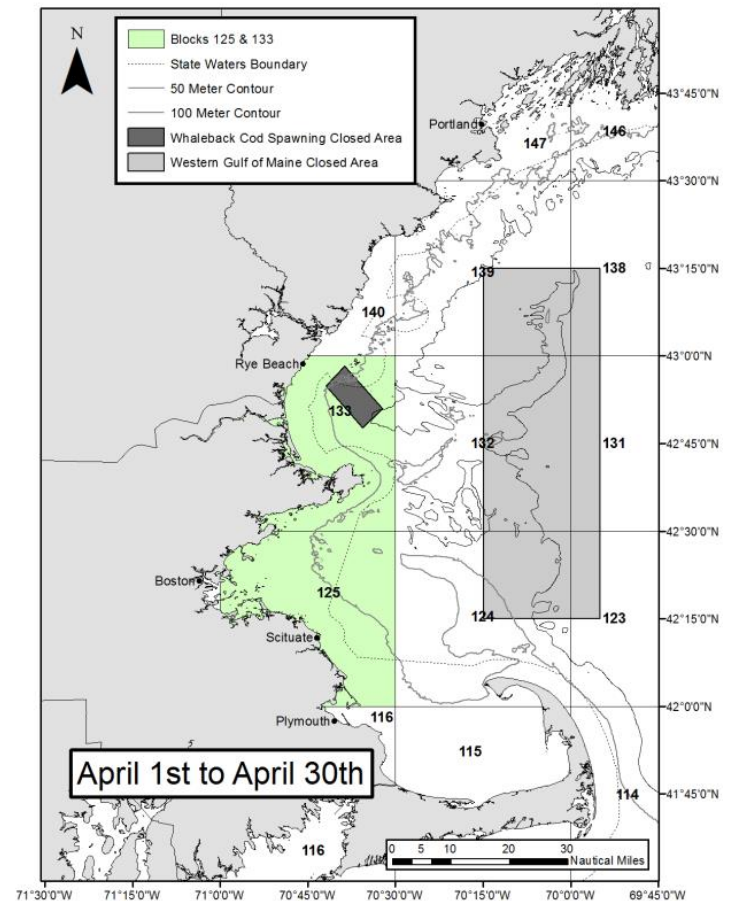 N
Blocks 125 & 133
State Waters Boundary
50 Meter Contour
100 Meter Contour
Whaleback Cod Spawning Closed Area
Western Gulf of Maine Closed Area
43°45'0"N
Portland
146
147
43°30'0"N
139
138
43°15'0"N
140
43°0'0"N
Rye Beach
133
132
131
42°45'0"N
42°30'0"N
Boston
125
124
123
42°15'0"N
Scituate
42°0'0"N
Plymouth
116
115
April 1st to April 30th
114
41°45'0"N
116
0 5 10 20 30
Nautical Miles
71°30'0"W 71°15'0"W 71°0'0"W 70°45'0"W 70°30'0"W 70°15'0"W 70°0'0"W 69°45'0"W